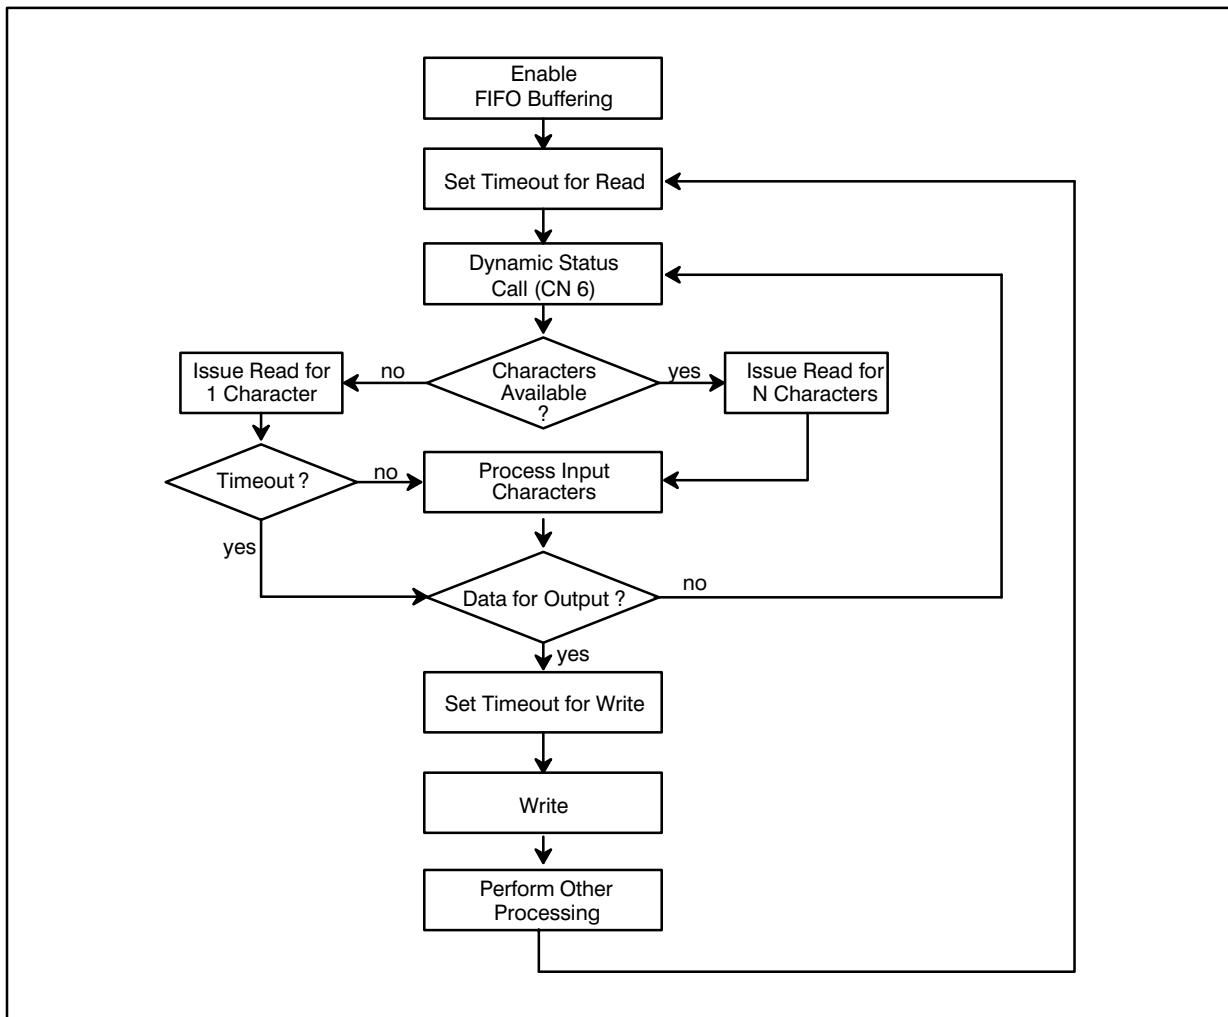 Enable
FIFO Buffering
Set Timeout for Read
Dynamic Status
Call (CN 6)
Issue Read for
1 Character
no
Characters
Available
?
yes
Issue Read for
N Characters
Timeout ?
no
Process Input
Characters
yes
Data for Output ?
no
yes
Set Timeout for Write
Write
Perform Other
Processing